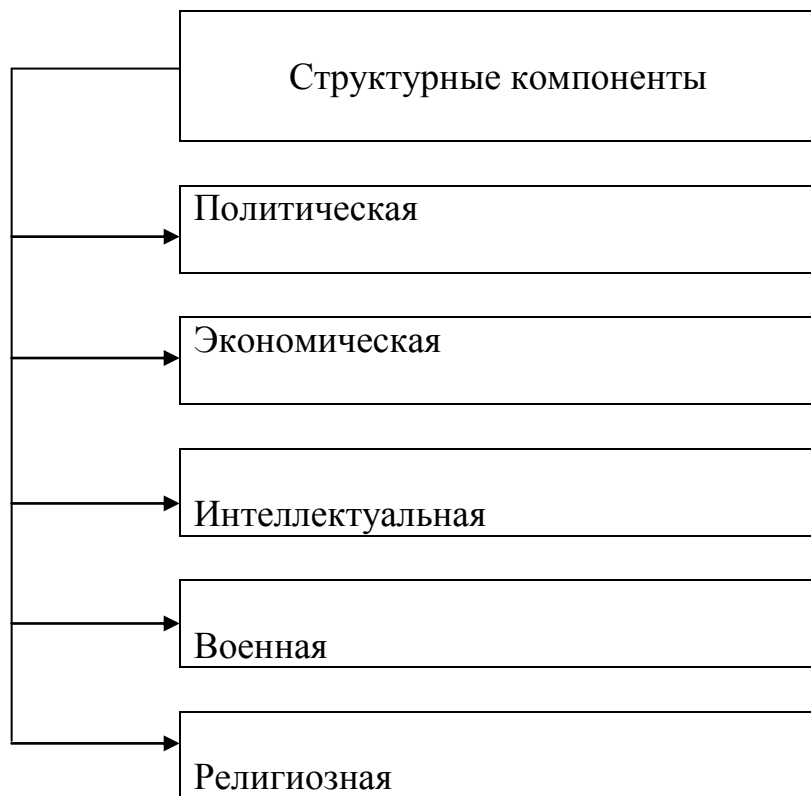 Структурные компоненты
Политическая
Экономическая
Интеллектуальная
Военная
Религиозная